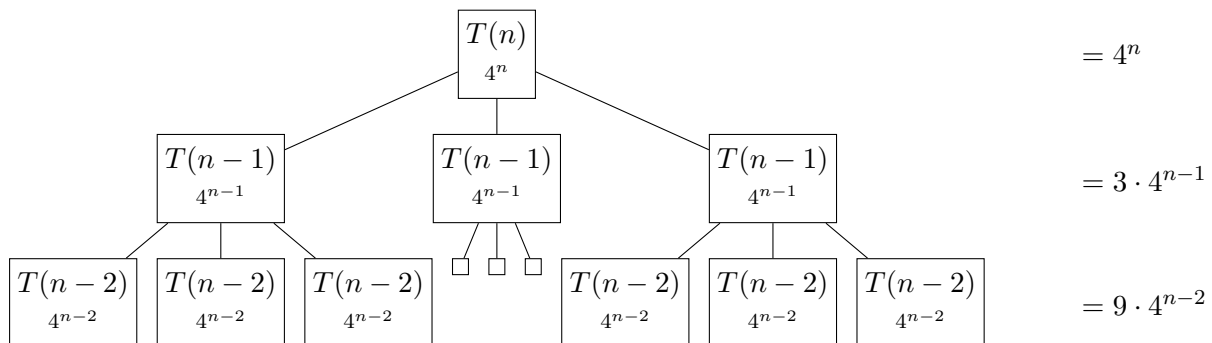 T(n)
4^n
= 4^n
T(n − 1) T(n − 1) T(n − 1)
4^{n−1} 4^{n−1} 4^{n−1}
= 3 · 4^{n−1}
T(n − 2) T(n − 2) T(n − 2) T(n − 2) T(n − 2) T(n − 2)
4^{n−2} 4^{n−2} 4^{n−2} 4^{n−2} 4^{n−2} 4^{n−2}
= 9 · 4^{n−2}